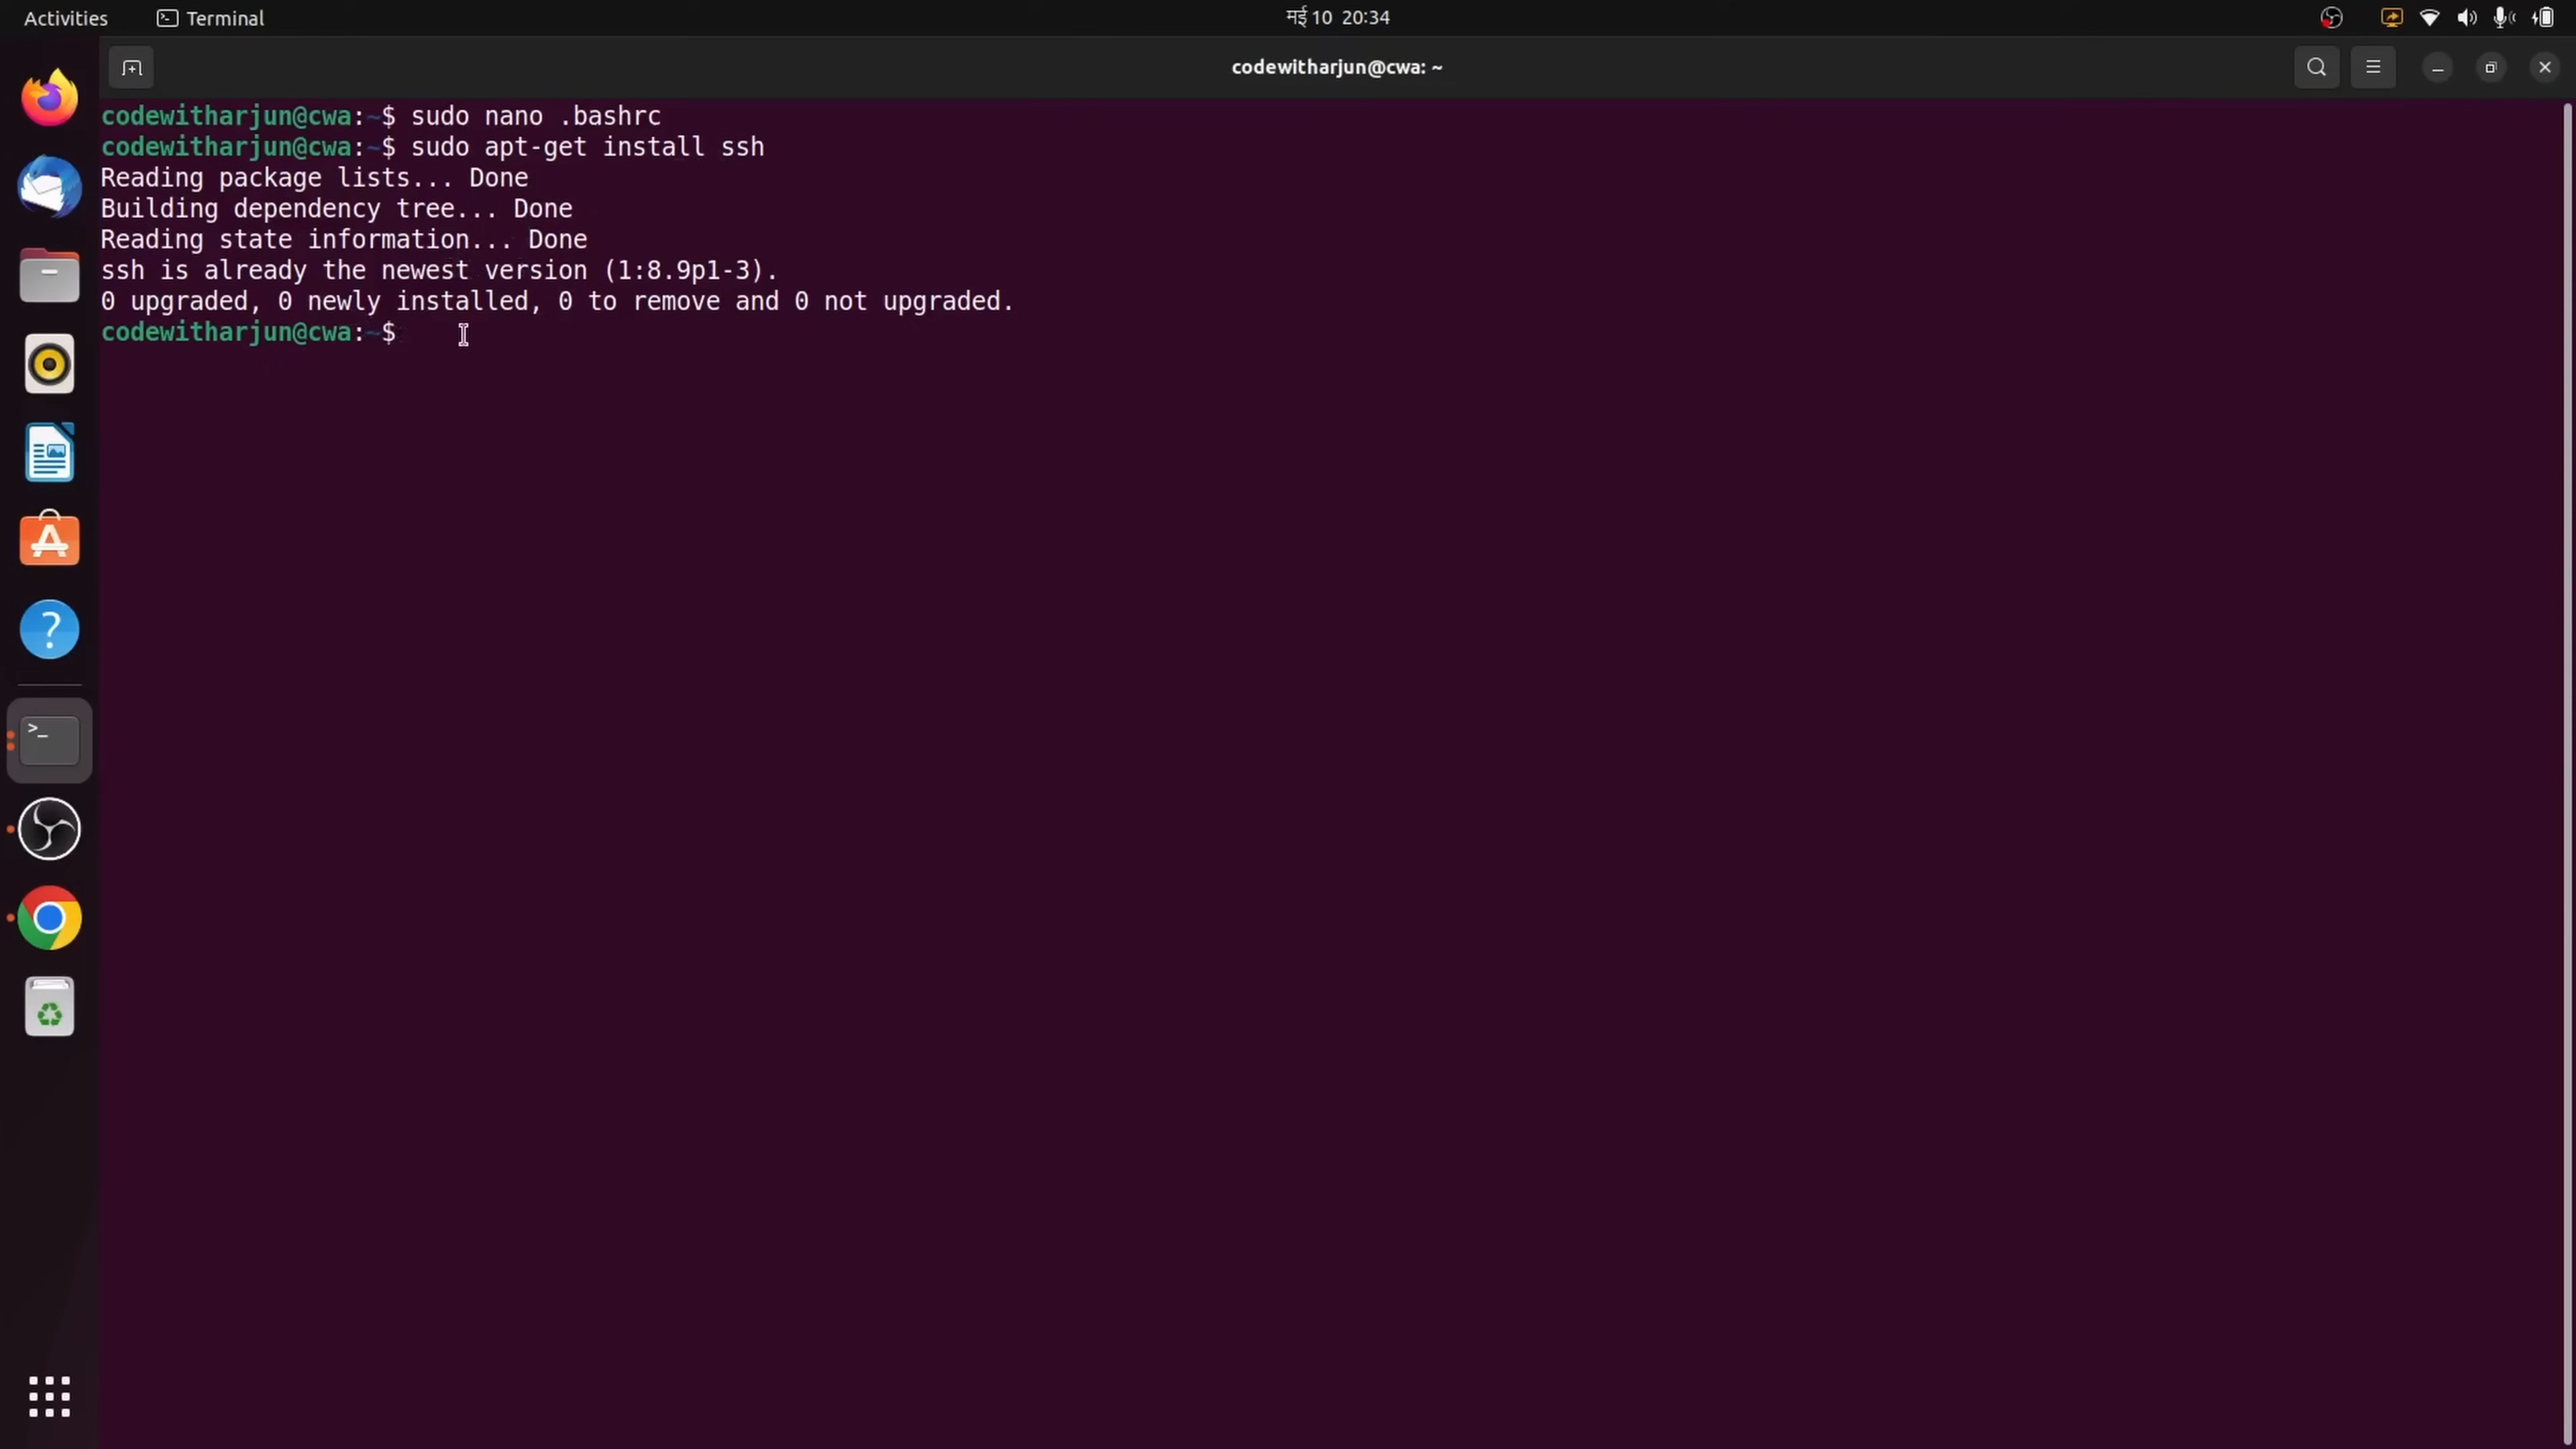 Activities Terminal मई 10 20:34
codewitharjun@cwa: ~
codewitharjun@cwa:~$ sudo nano .bashrc
codewitharjun@cwa:~$ sudo apt-get install ssh
Reading package lists... Done
Building dependency tree... Done
Reading state information... Done
ssh is already the newest version (1:8.9p1-3).
0 upgraded, 0 newly installed, 0 to remove and 0 not upgraded.
codewitharjun@cwa:~$